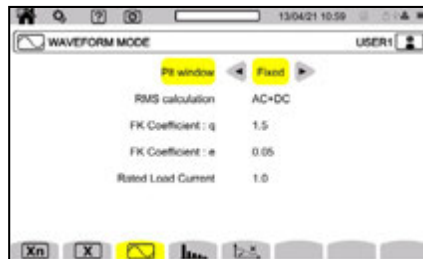 13/04/21 10:59
WAVEFORM MODE USER1
Plt window Fixed
RMS calculation AC+DC
FK Coefficient : q 1.5
FK Coefficient : e 0.05
Rated Load Current 1.0
Xn X